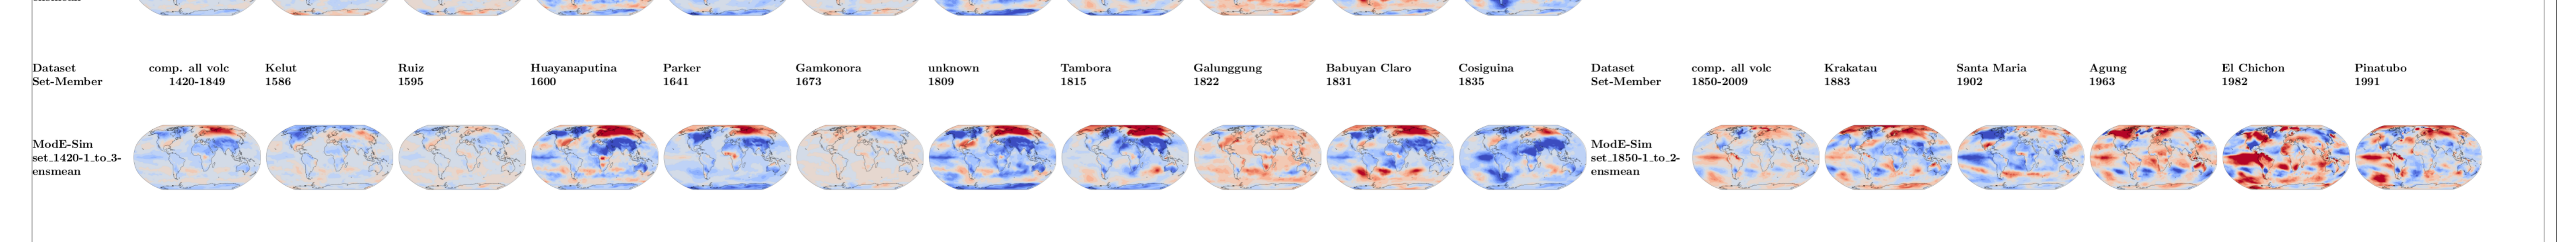 Dataset comp. all volc Kelut Ruiz Huayanaputina Parker Gamkonora unknown Tambora Galunggung Babuyan Claro Cosiguina Dataset comp. all volc Krakatau Santa Maria Agung El Chichon Pinatubo
Set-Member 1420-1849 1586 1595 1600 1641 1673 1809 1815 1822 1831 1835 Set-Member 1850-2009 1883 1902 1963 1982 1991
ModE-Sim ModE-Sim
set_1420-1_to_3- set_1850-1_to_2-
ensmean ensmean